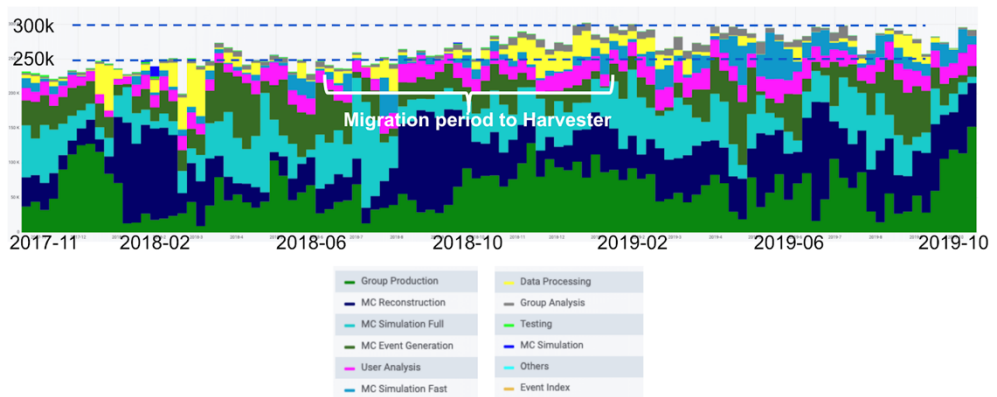 300k
250k
Migration period to Harvester
2017-11 2018-02 2018-06 2018-10 2019-02 2019-06 2019-10
Group Production
MC Reconstruction
MC Simulation Full
MC Event Generation
User Analysis
MC Simulation Fast
Data Processing
Group Analysis
Testing
MC Simulation
Others
Event Index